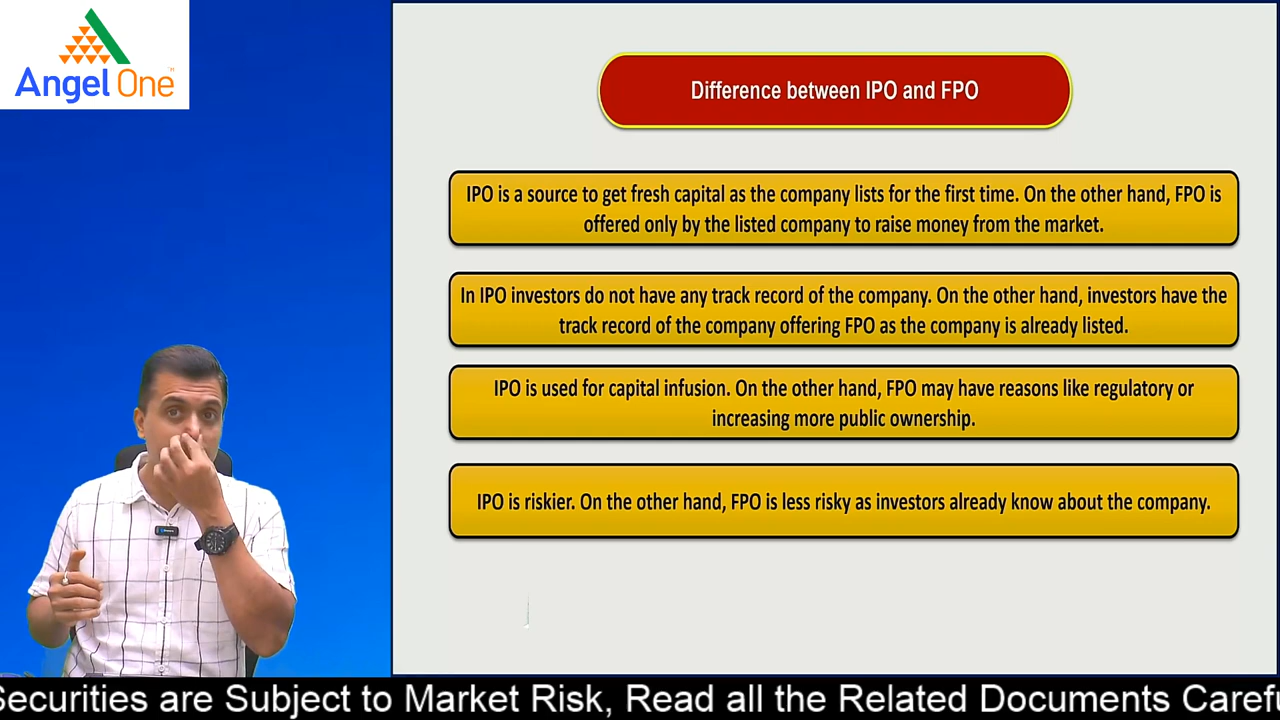 Angel One
Difference between IPO and FPO
IPO is a source to get fresh capital as the company lists for the first time. On the other hand, FPO is
offered only by the listed company to raise money from the market.
In IPO investors do not have any track record of the company. On the other hand, investors have the
track record of the company offering FPO as the company is already listed.
IPO is used for capital infusion. On the other hand, FPO may have reasons like regulatory or
increasing more public ownership.
IPO is riskier. On the other hand, FPO is less risky as investors already know about the company.
Securities are Subject to Market Risk, Read all the Related Documents Carefu